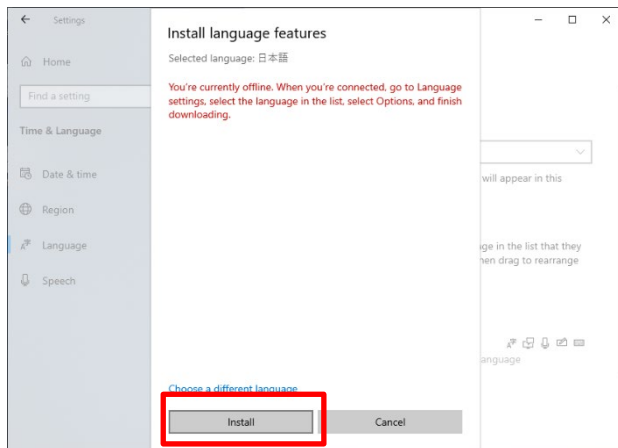 Settings
Home
Find a setting
Time & Language
Date & time
Region
Language
Speech
Install language features
Selected language: 日本語
You're currently offline. When you're connected, go to Language
settings, select the language in the list, select Options, and finish
downloading.
Choose a different language
Install
Cancel
will appear in this
ge in the list that they
hen drag to rearrange
anguage